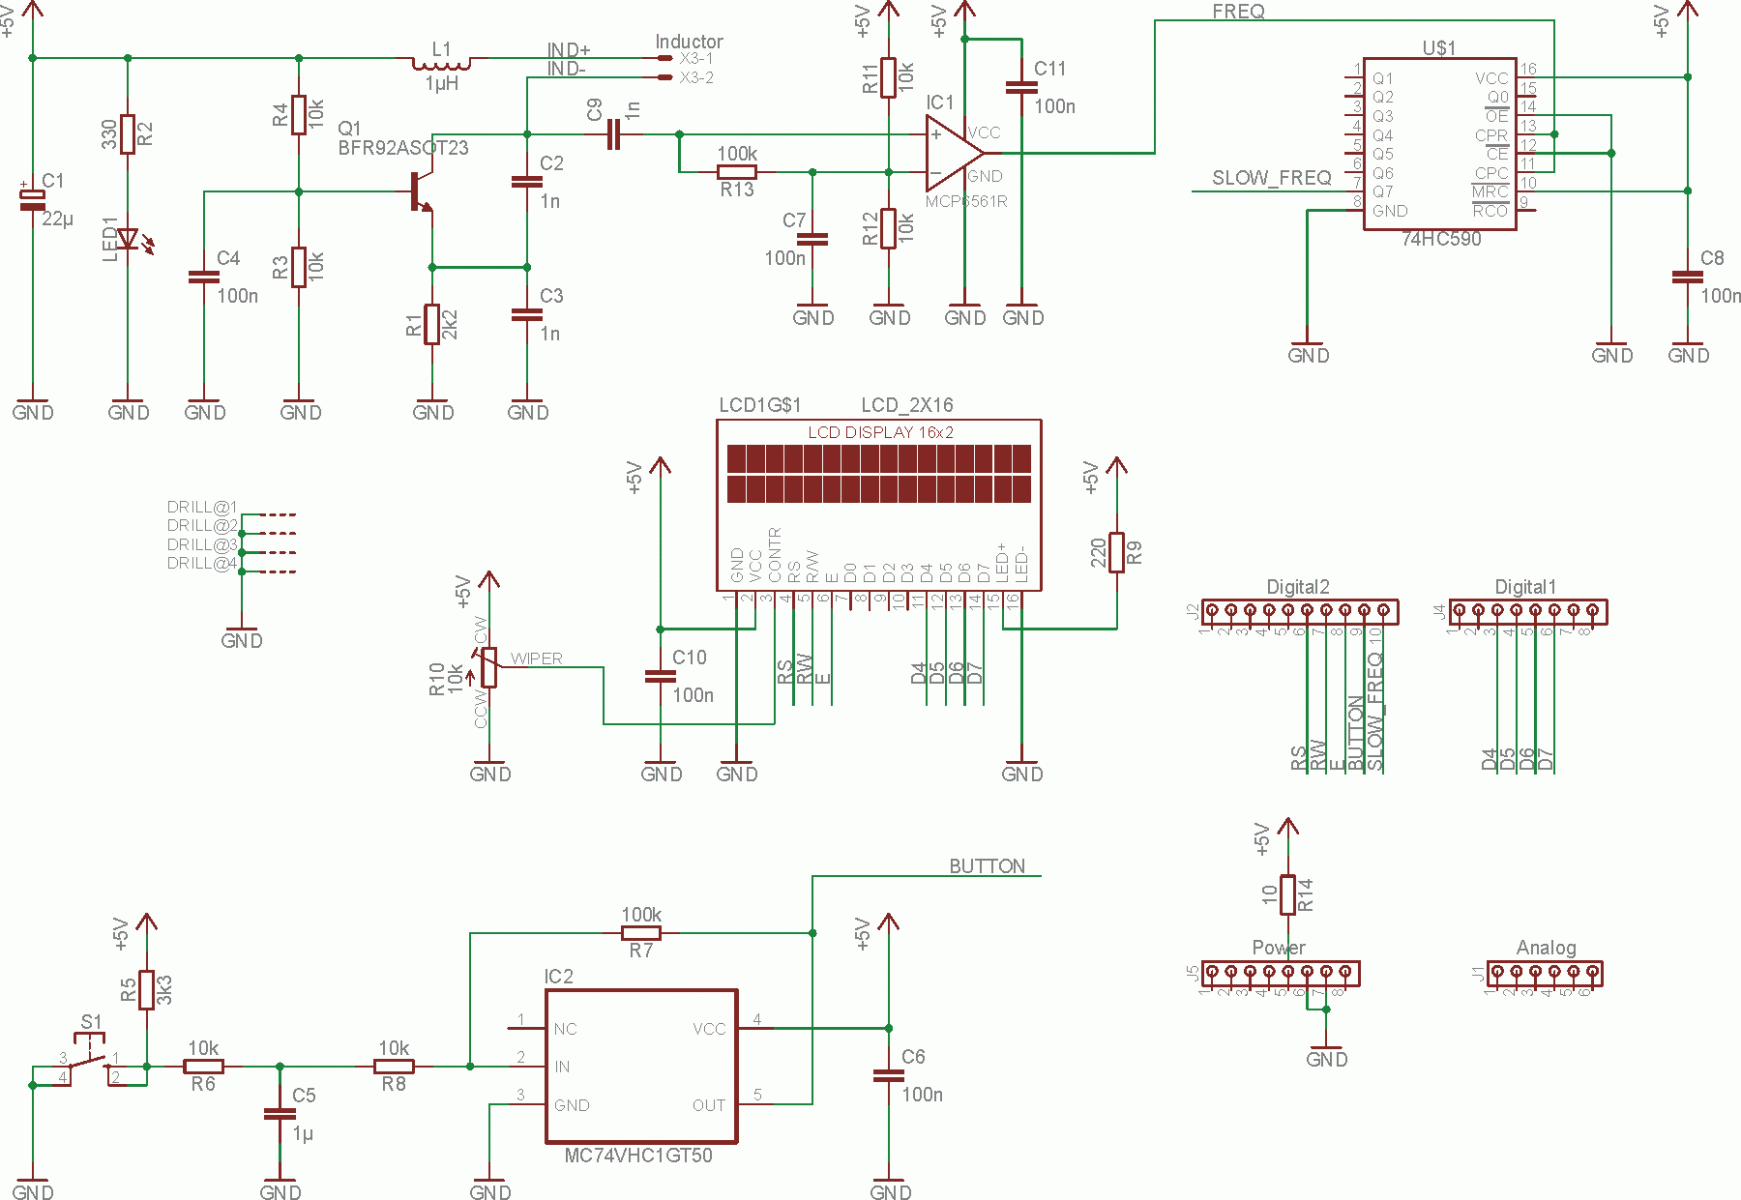 +5V
C1
22µ
GND
330
R2
LED1
GND
C4
100n
GND
R4
10k
R3
10k
GND
Q1
BFR92ASOT23
R1
2k2
GND
L1
1µH
IND+
IND-
Inductor
X3-1
X3-2
C2
1n
C3
1n
GND
C9
1n
100k
R13
C7
100n
GND
+5V
R11
10k
R12
10k
GND
+5V
IC1
VCC
GND
MCP6561R
GND
C11
100n
GND
FREQ
SLOW_FREQ
U$1
1 Q1
2 Q2
3 Q3
4 Q4
5 Q5
6 Q6
7 Q7
8 GND
VCC 16
Q0 15
OE 14
CPR 13
CE 12
CPC 11
MRC 10
RCO 9
74HC590
GND
GND
+5V
C8
100n
GND
DRILL@1
DRILL@2
DRILL@3
DRILL@4
GND
LCD1G$1 LCD_2X16
LCD DISPLAY 16x2
GND VCC CONTR RS R/W E D0 D1 D2 D3 D4 D5 D6 D7 LED+ LED-
1 2 3 4 5 6 7 8 9 10 11 12 13 14 15 16
RS RW E
D4 D5 D6 D7
+5V
C10
100n
GND
GND
GND
+5V
220
R9
+5V
R10
10k
CW
CCW
WIPER
GND
Digital2
J2
1 2 3 4 5 6 7 8 9 10
RS RW E BUTTON SLOW_FREQ
Digital1
J4
1 2 3 4 5 6 7 8
D4 D5 D6 D7
+5V
10
R14
Power
J5
1 2 3 4 5 6 7 8
GND
Analog
J1
1 2 3 4 5 6
+5V
R5
3k3
S1
3 1
4 2
GND
10k
R6
C5
1µ
GND
10k
R8
100k
R7
BUTTON
IC2
1 NC
2 IN
3 GND
VCC 4
OUT 5
MC74VHC1GT50
GND
+5V
C6
100n
GND